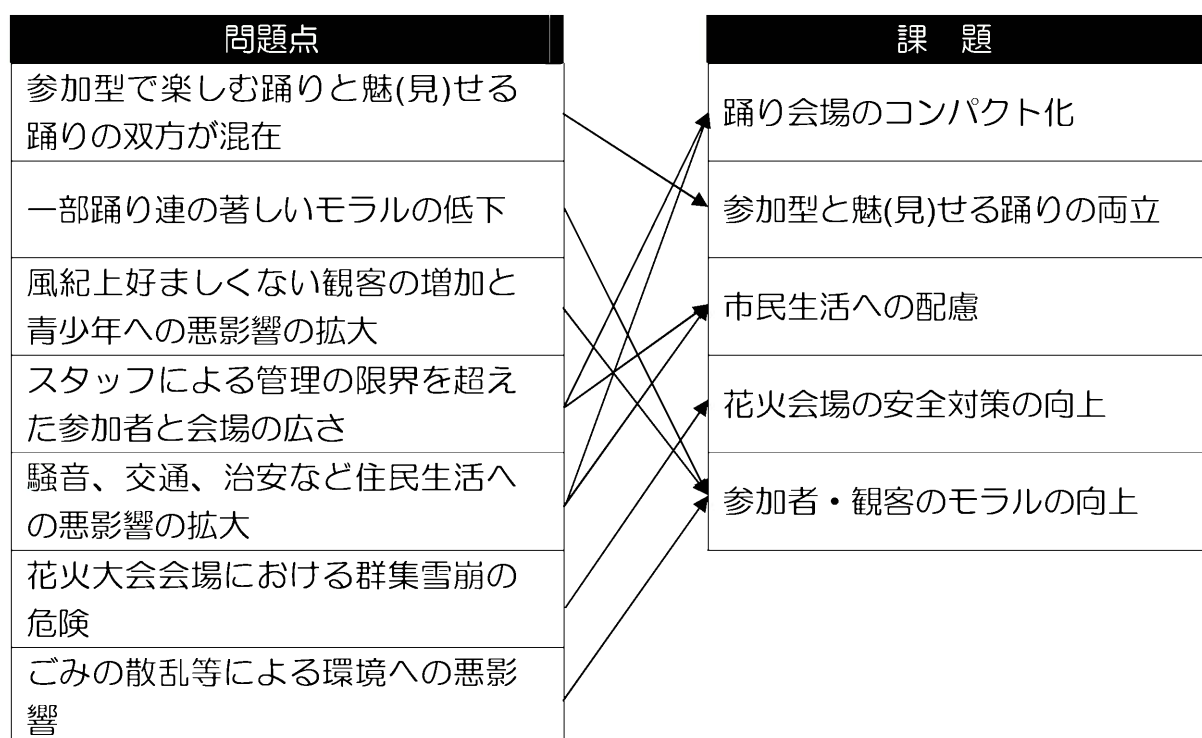 問題点
参加型で楽しむ踊りと魅(見)せる
踊りの双方が混在
一部踊り連の著しいモラルの低下
風紀上好ましくない観客の増加と
青少年への悪影響の拡大
スタッフによる管理の限界を超え
た参加者と会場の広さ
騒音、交通、治安など住民生活へ
の悪影響の拡大
花火大会会場における群集雪崩の
危険
ごみの散乱等による環境への悪影
響
課　題
踊り会場のコンパクト化
参加型と魅(見)せる踊りの両立
市民生活への配慮
花火会場の安全対策の向上
参加者・観客のモラルの向上